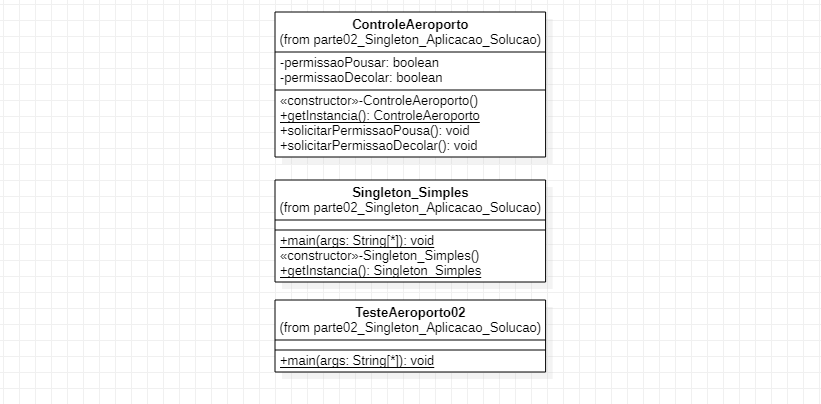 ControleAeroporto
(from parte02_Singleton_Aplicacao_Solucao)
-permissaoPousar: boolean
-permissaoDecolar: boolean
«constructor»-ControleAeroporto()
+getInstancia(): ControleAeroporto
+solicitarPermissaoPousa(): void
+solicitarPermissaoDecolar(): void
Singleton_Simples
(from parte02_Singleton_Aplicacao_Solucao)
+main(args: String[*]): void
«constructor»-Singleton_Simples()
+getInstancia(): Singleton_Simples
TesteAeroporto02
(from parte02_Singleton_Aplicacao_Solucao)
+main(args: String[*]): void